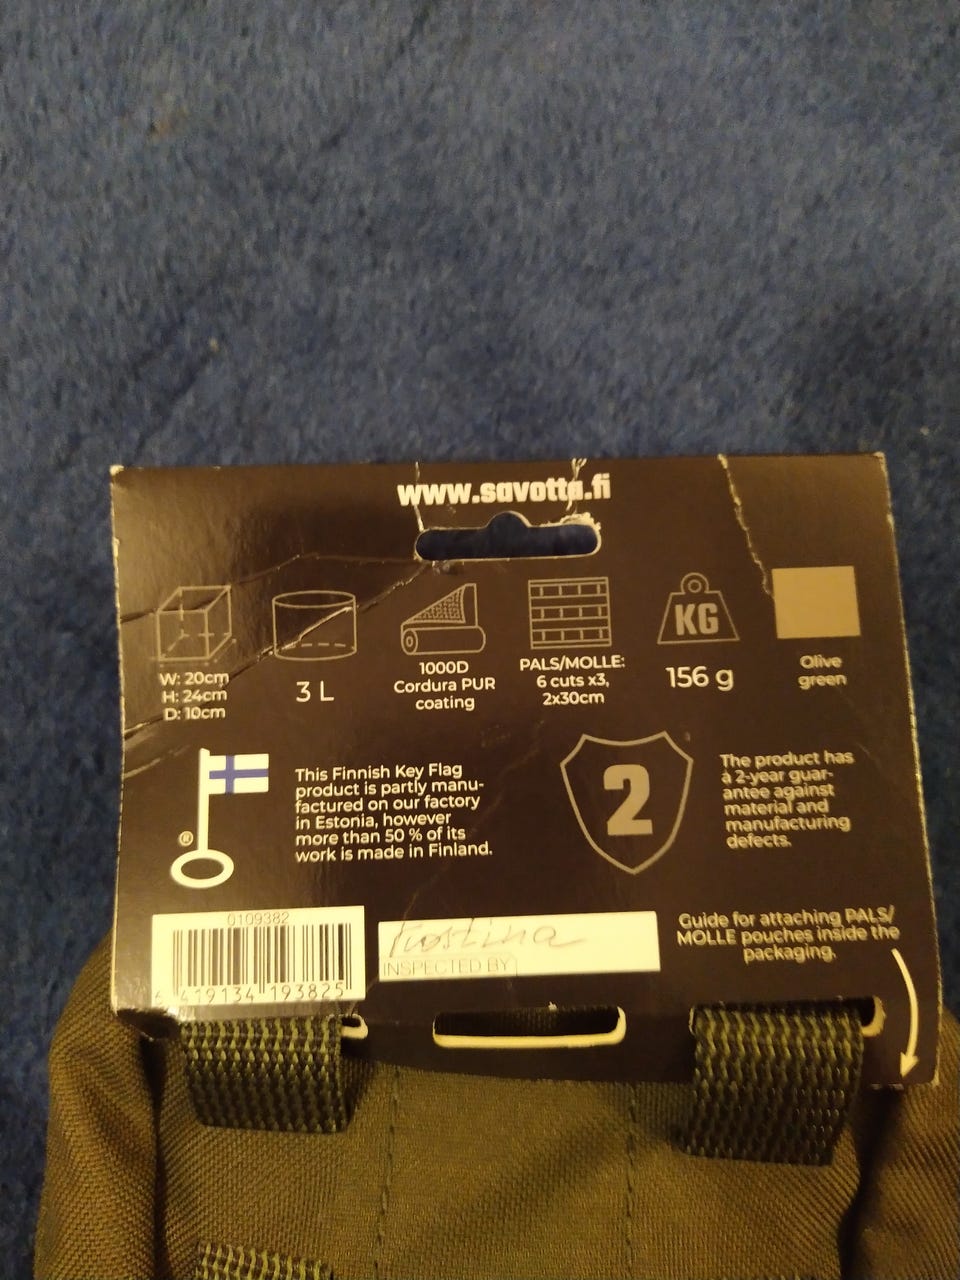 www.savotta.fi
W: 20cm
H: 24cm
D: 10cm
3 L
1000D
Cordura PUR
coating
PALS/MOLLE:
6 cuts x3,
2x30cm
KG
156 g
Olive
green
®
This Finnish Key Flag
product is partly manu-
factured on our factory
in Estonia, however
more than 50 % of its
work is made in Finland.
2
The product has
a 2-year guar-
antee against
material and
manufacturing
defects.
0109382
6 419134 193825
INSPECTED BY
Guide for attaching PALS/
MOLLE pouches inside the
packaging.